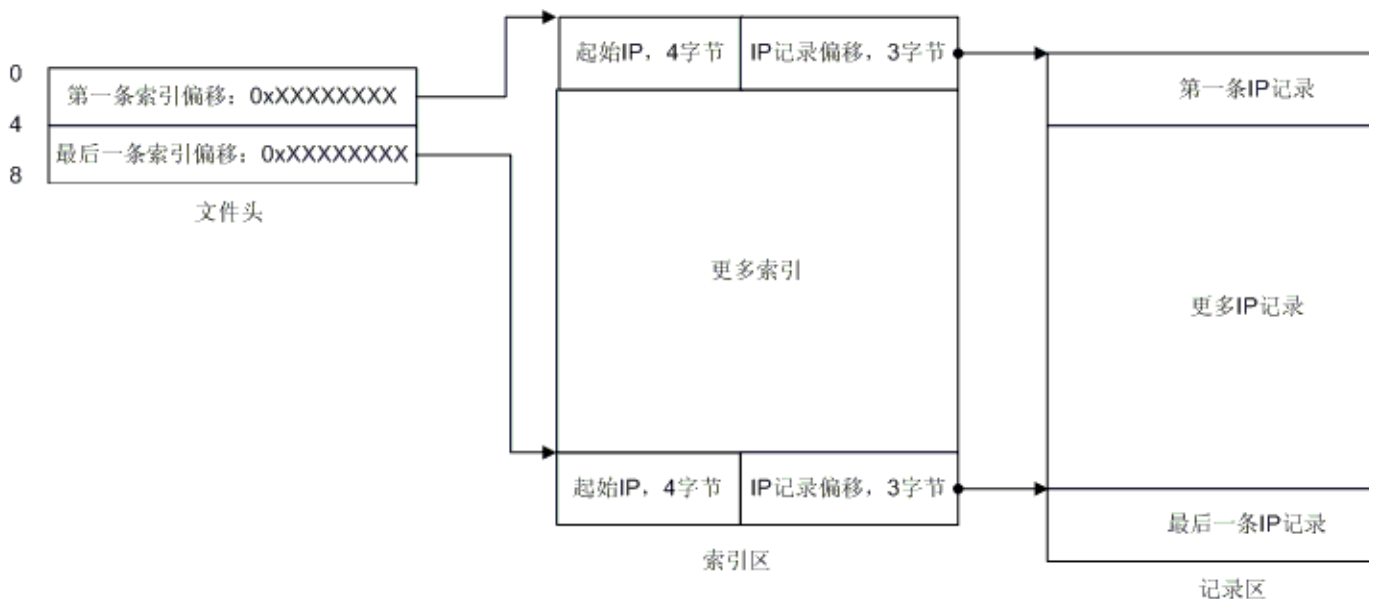 起始IP，4字节
IP记录偏移，3字节
0
第一条索引偏移：0xXXXXXXXX
第一条IP记录
4
最后一条索引偏移：0xXXXXXXXX
8
文件头
更多索引
更多IP记录
起始IP，4字节
IP记录偏移，3字节
最后一条IP记录
索引区
记录区